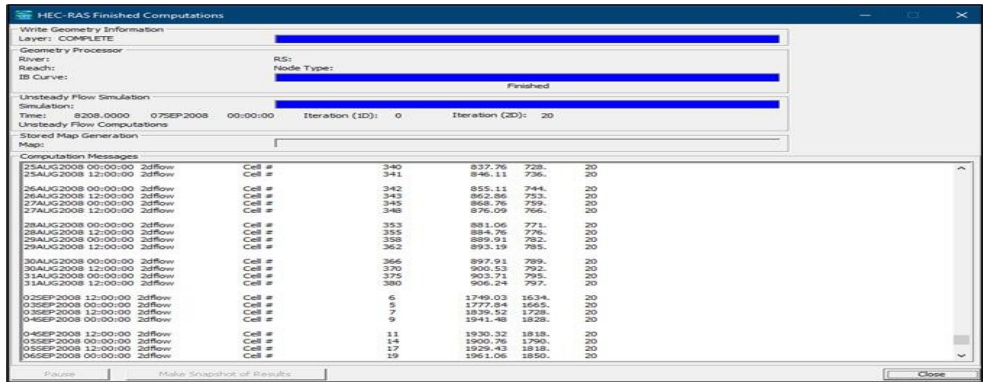 HEC-RAS Finished Computations
Write Geometry Information
Layer: COMPLETE
Geometry Processor
River: RS:
Reach: Node Type:
IB Curve:
Finished
Unsteady Flow Simulation
Simulation:
Time: 8208.0000 07SEP2008 00:00:00 Iteration (1D): 0 Iteration (2D): 20
Unsteady Flow Computations
Stored Map Generation
Map:
Computation Messages
25AUG2008 00:00:00 2dflow Cell # 340 837.76 728. 20
25AUG2008 12:00:00 2dflow Cell # 341 846.11 736. 20
26AUG2008 00:00:00 2dflow Cell # 342 855.11 744. 20
26AUG2008 12:00:00 2dflow Cell # 343 862.86 753. 20
27AUG2008 00:00:00 2dflow Cell # 345 868.76 759. 20
27AUG2008 12:00:00 2dflow Cell # 348 876.09 766. 20
28AUG2008 00:00:00 2dflow Cell # 353 881.06 771. 20
28AUG2008 12:00:00 2dflow Cell # 355 884.76 776. 20
29AUG2008 00:00:00 2dflow Cell # 358 889.91 782. 20
29AUG2008 12:00:00 2dflow Cell # 362 893.19 785. 20
30AUG2008 00:00:00 2dflow Cell # 366 897.91 789. 20
30AUG2008 12:00:00 2dflow Cell # 370 900.53 792. 20
31AUG2008 00:00:00 2dflow Cell # 375 903.71 795. 20
31AUG2008 12:00:00 2dflow Cell # 380 906.24 797. 20
02SEP2008 12:00:00 2dflow Cell # 6 1749.03 1634. 20
03SEP2008 00:00:00 2dflow Cell # 5 1777.84 1665. 20
03SEP2008 12:00:00 2dflow Cell # 7 1839.52 1728. 20
04SEP2008 00:00:00 2dflow Cell # 9 1941.48 1828. 20
04SEP2008 12:00:00 2dflow Cell # 11 1930.32 1818. 20
05SEP2008 00:00:00 2dflow Cell # 14 1900.76 1790. 20
05SEP2008 12:00:00 2dflow Cell # 17 1929.43 1818. 20
06SEP2008 00:00:00 2dflow Cell # 19 1961.06 1850. 20
Pause Make Snapshot of Results Close